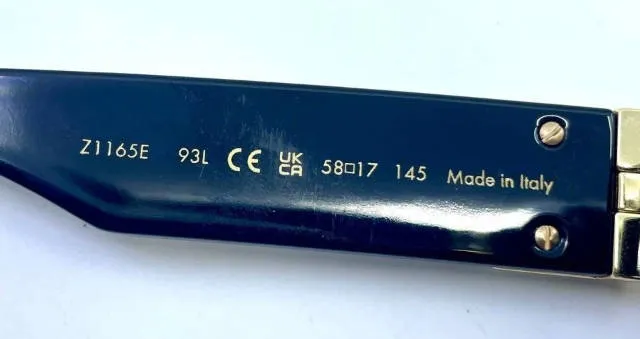 Z1165E 93L CE UK CA 58□17 145 Made in Italy